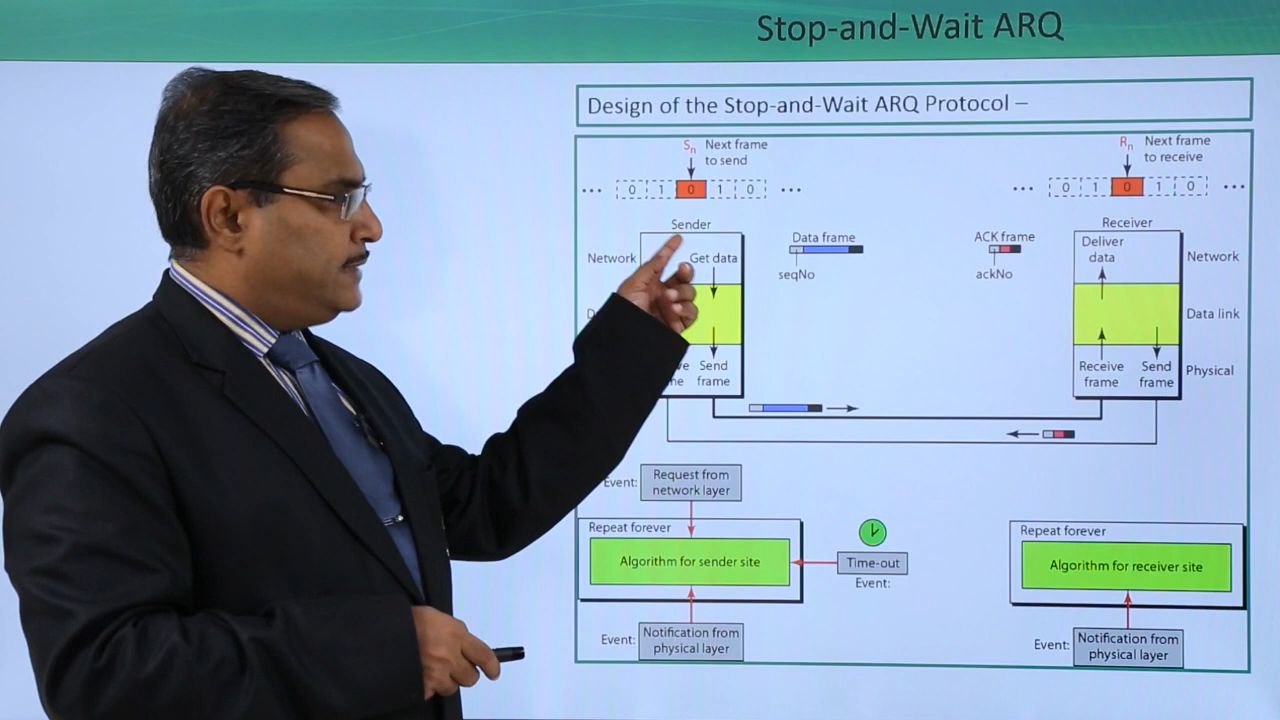 Stop-and-Wait ARQ
Design of the Stop-and-Wait ARQ Protocol –
Sn Next frame
to send
Rn Next frame
to receive
... 0 1 0 1 0 ...
... 0 1 0 1 0 ...
Sender
Receiver
Network
Get data
Data frame
seqNo
ACK frame
ackNo
Deliver
data
Network
Data link
Send
frame
Receive
frame
Send
frame
Physical
Event:
Request from
network layer
Repeat forever
Algorithm for sender site
Time-out
Event:
Repeat forever
Algorithm for receiver site
Event:
Notification from
physical layer
Event:
Notification from
physical layer